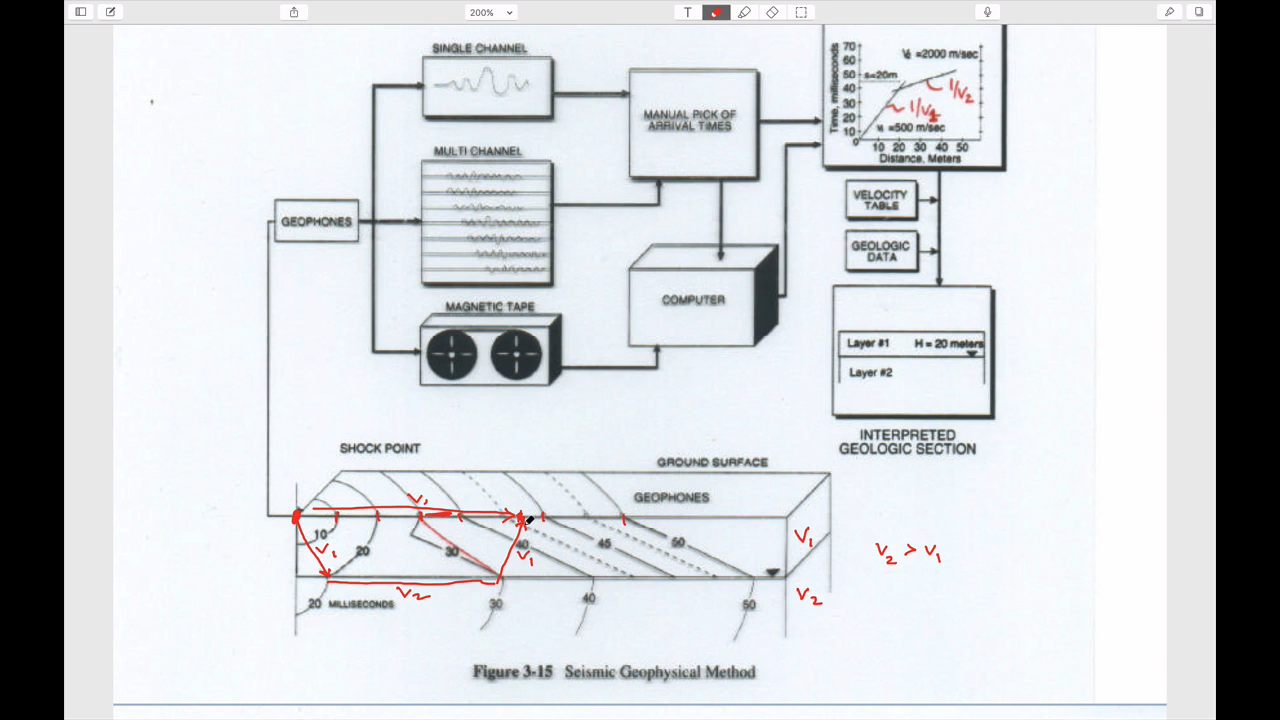 200%
T
SINGLE CHANNEL
MULTI CHANNEL
GEOPHONES
MAGNETIC TAPE
MANUAL PICK OF
ARRIVAL TIMES
COMPUTER
Time, milliseconds
70
60
50
40
30
20
10
0
V2 =2000 m/sec
s=20m
1/V2
1/V1
V1 =500 m/sec
10 20 30 40 50
Distance, Meters
VELOCITY
TABLE
GEOLOGIC
DATA
Layer #1 H = 20 meters
Layer #2
INTERPRETED
GEOLOGIC SECTION
SHOCK POINT
GROUND SURFACE
GEOPHONES
V1
10
20
30
40
45
50
V1
V1
V1
V2 > V1
V2
V2
20 MILLISECONDS
30
40
50
Figure 3-15 Seismic Geophysical Method